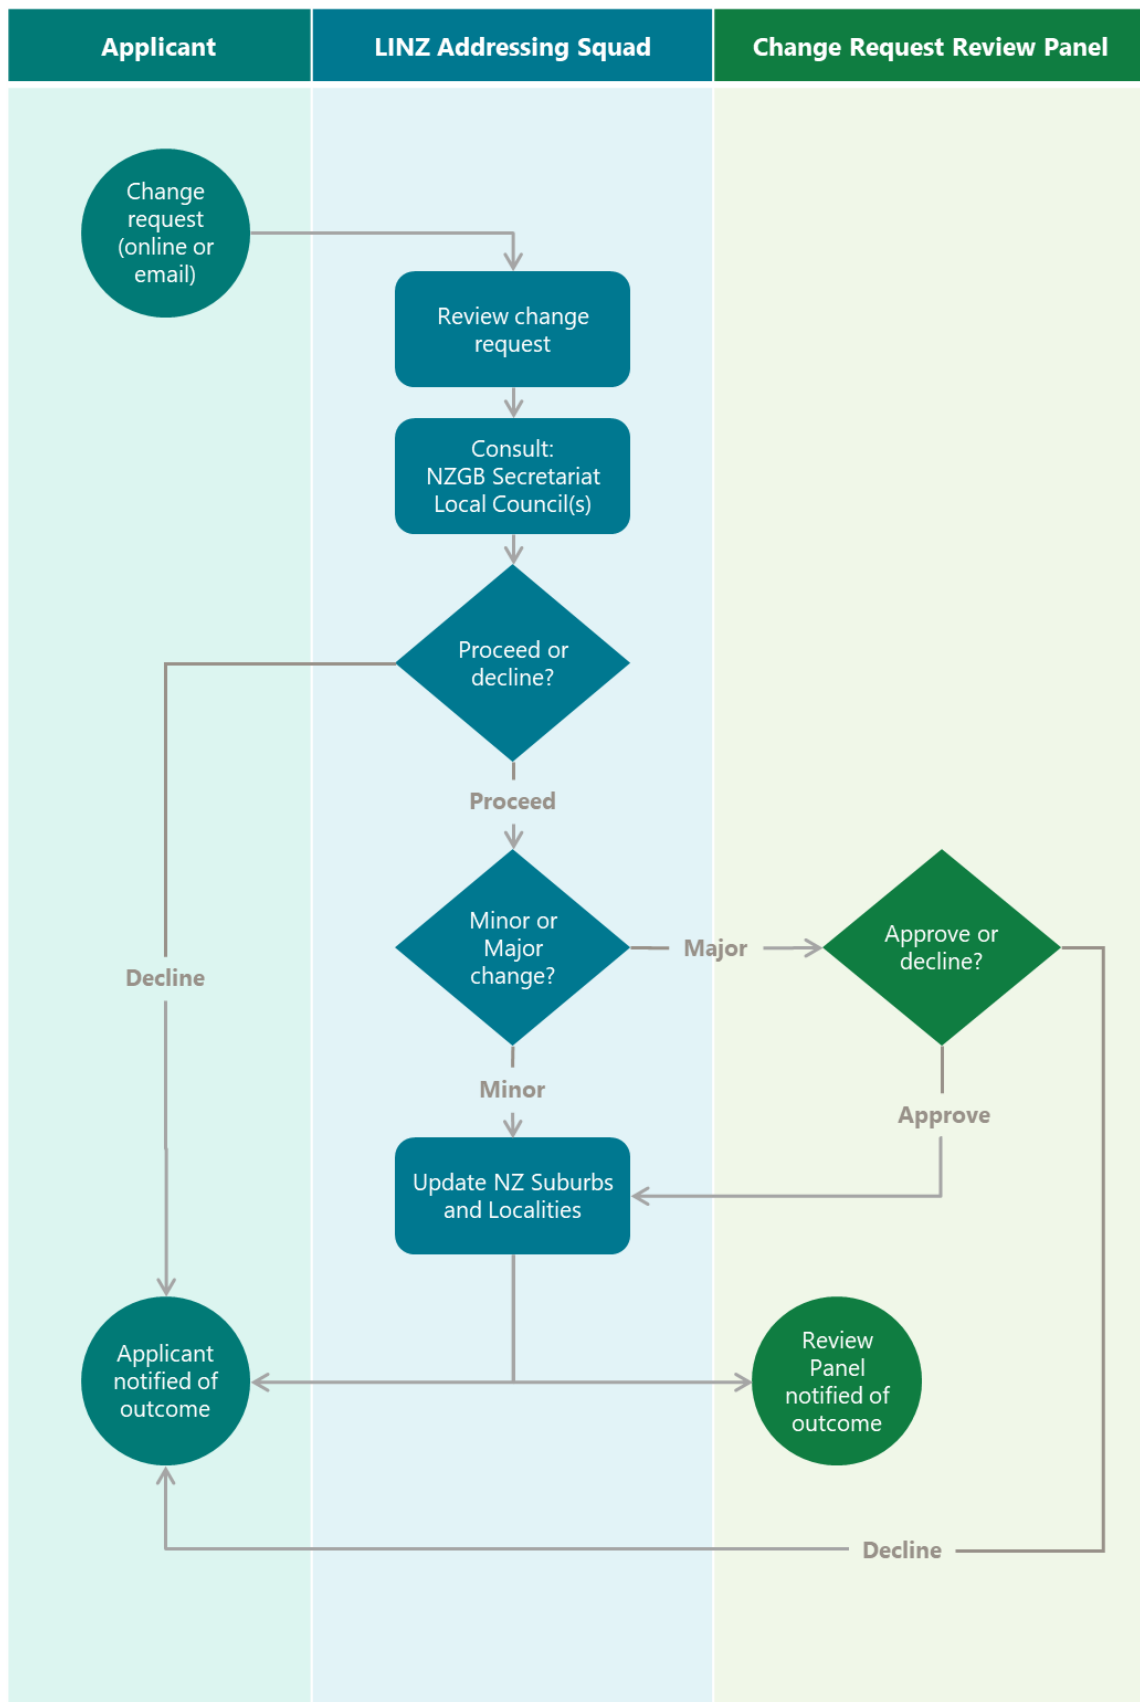 Applicant
LINZ Addressing Squad
Change Request Review Panel
Change
request
(online or
email)
Review change
request
Consult:
NZGB Secretariat
Local Council(s)
Proceed or
decline?
Proceed
Minor or
Major
change?
Major
Approve or
decline?
Decline
Minor
Approve
Update NZ Suburbs
and Localities
Applicant
notified of
outcome
Review
Panel
notified of
outcome
Decline